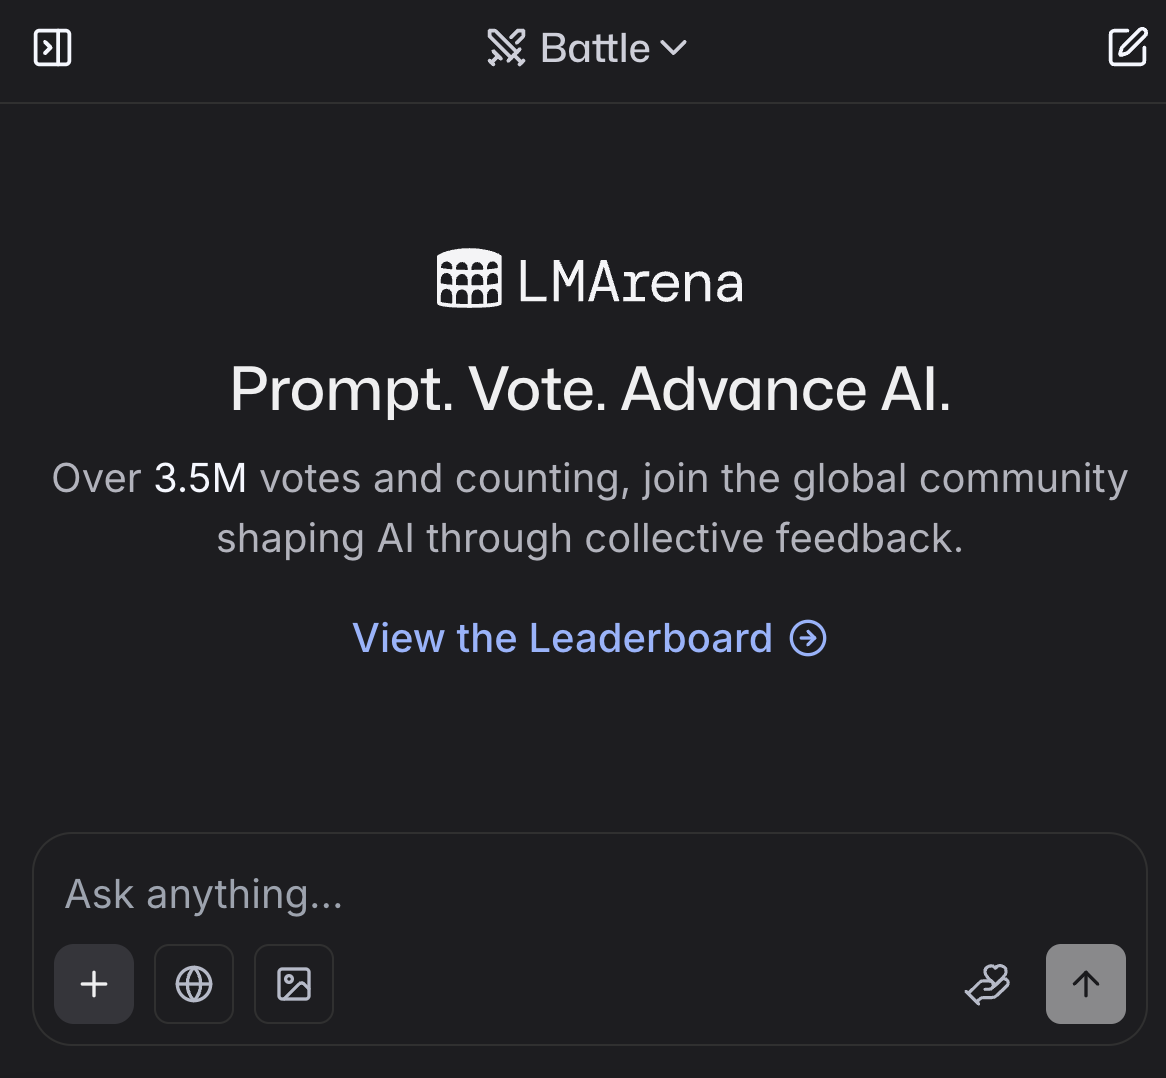 Battle
LMArena
Prompt. Vote. Advance AI.
Over 3.5M votes and counting, join the global community
shaping AI through collective feedback.
View the Leaderboard
Ask anything...